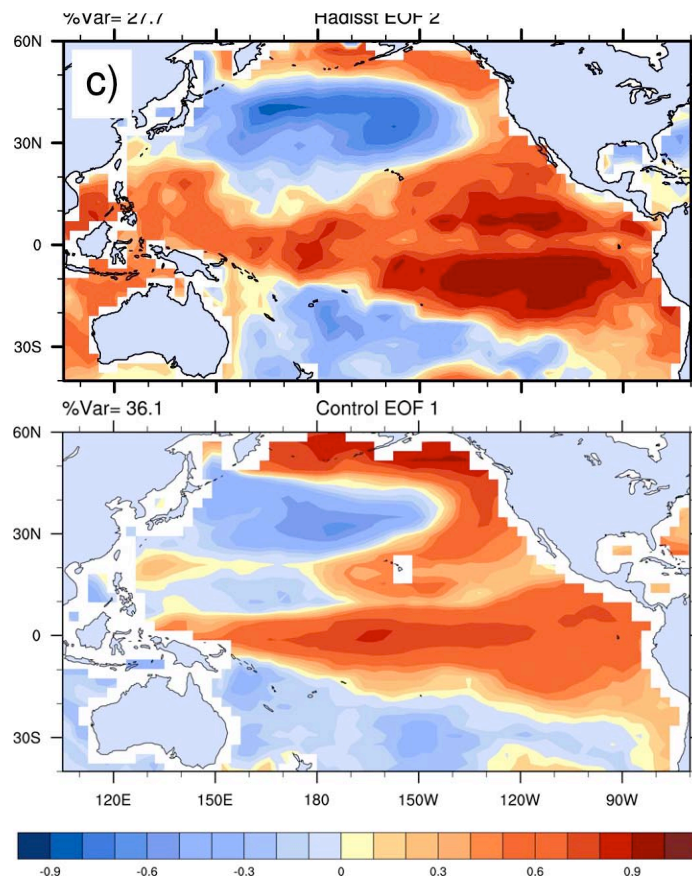 %Var= 27.7 Hadisst EOF 2
60N
c)
30N
0
30S
%Var= 36.1 Control EOF 1
60N
30N
0
30S
120E 150E 180 150W 120W 90W
-0.9 -0.6 -0.3 0 0.3 0.6 0.9